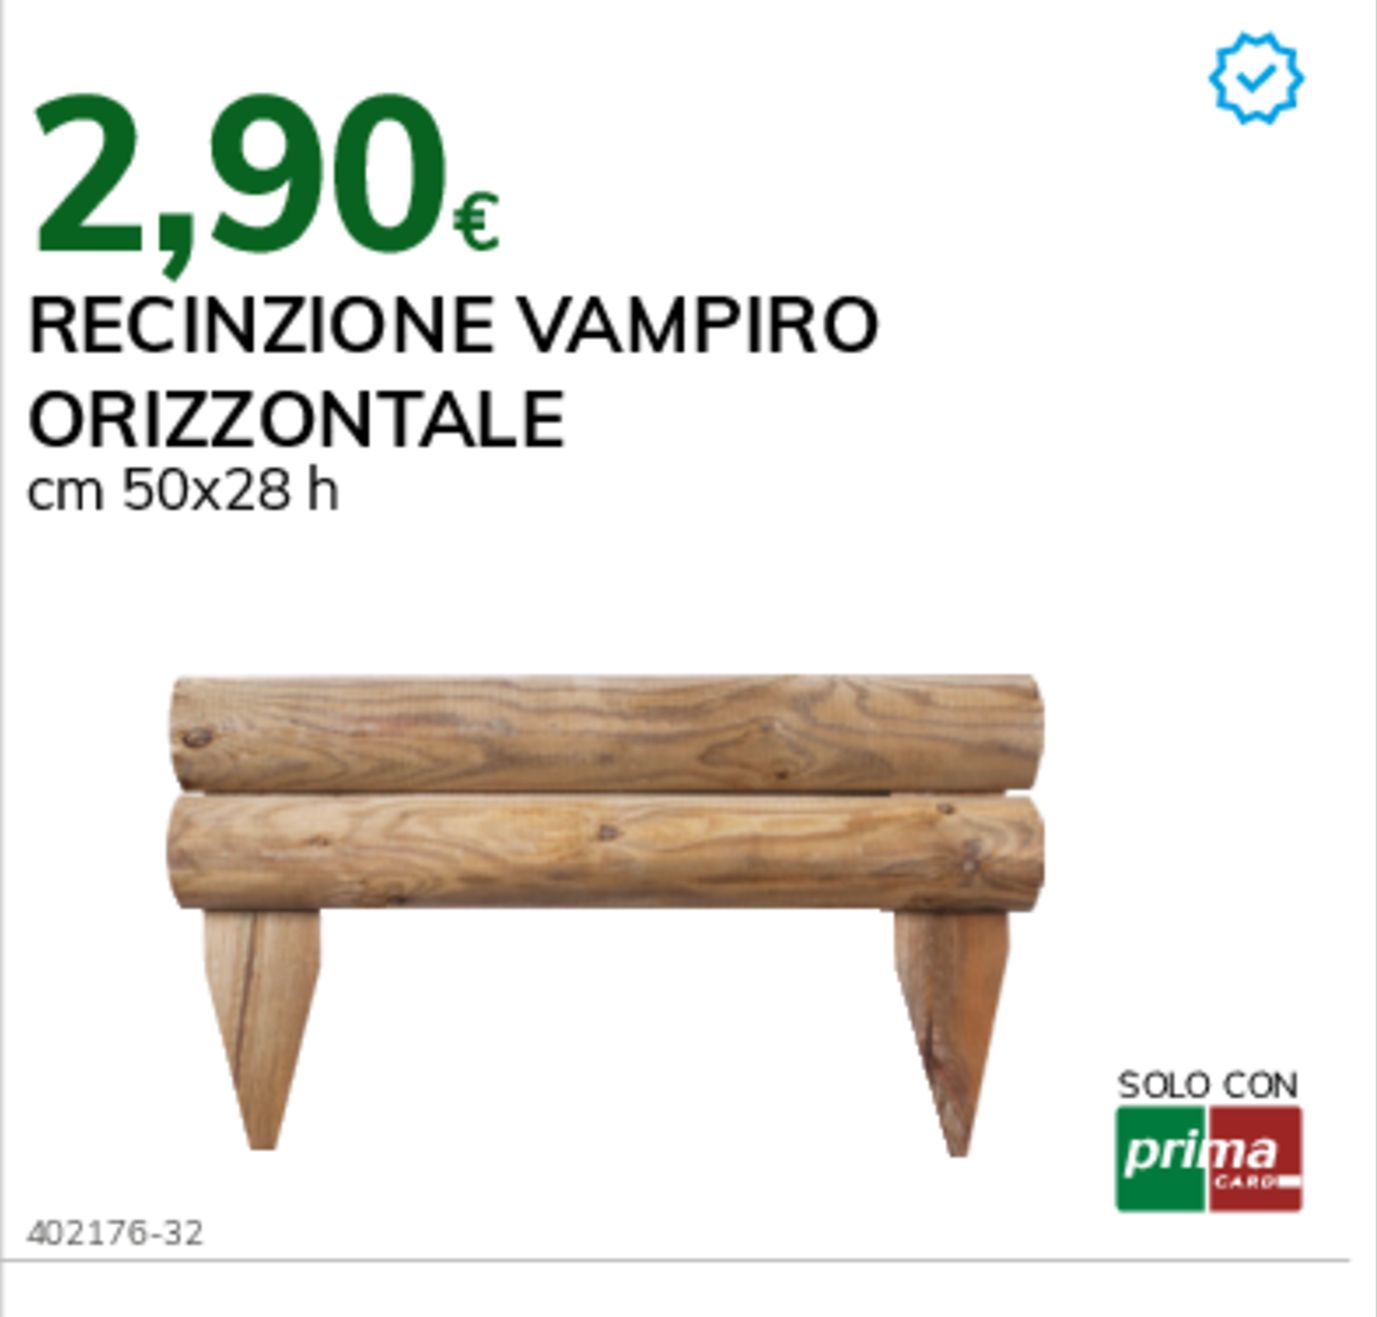 2,90€
RECINZIONE VAMPIRO
ORIZZONTALE
cm 50x28 h
SOLO CON
prima
CARD
402176-32